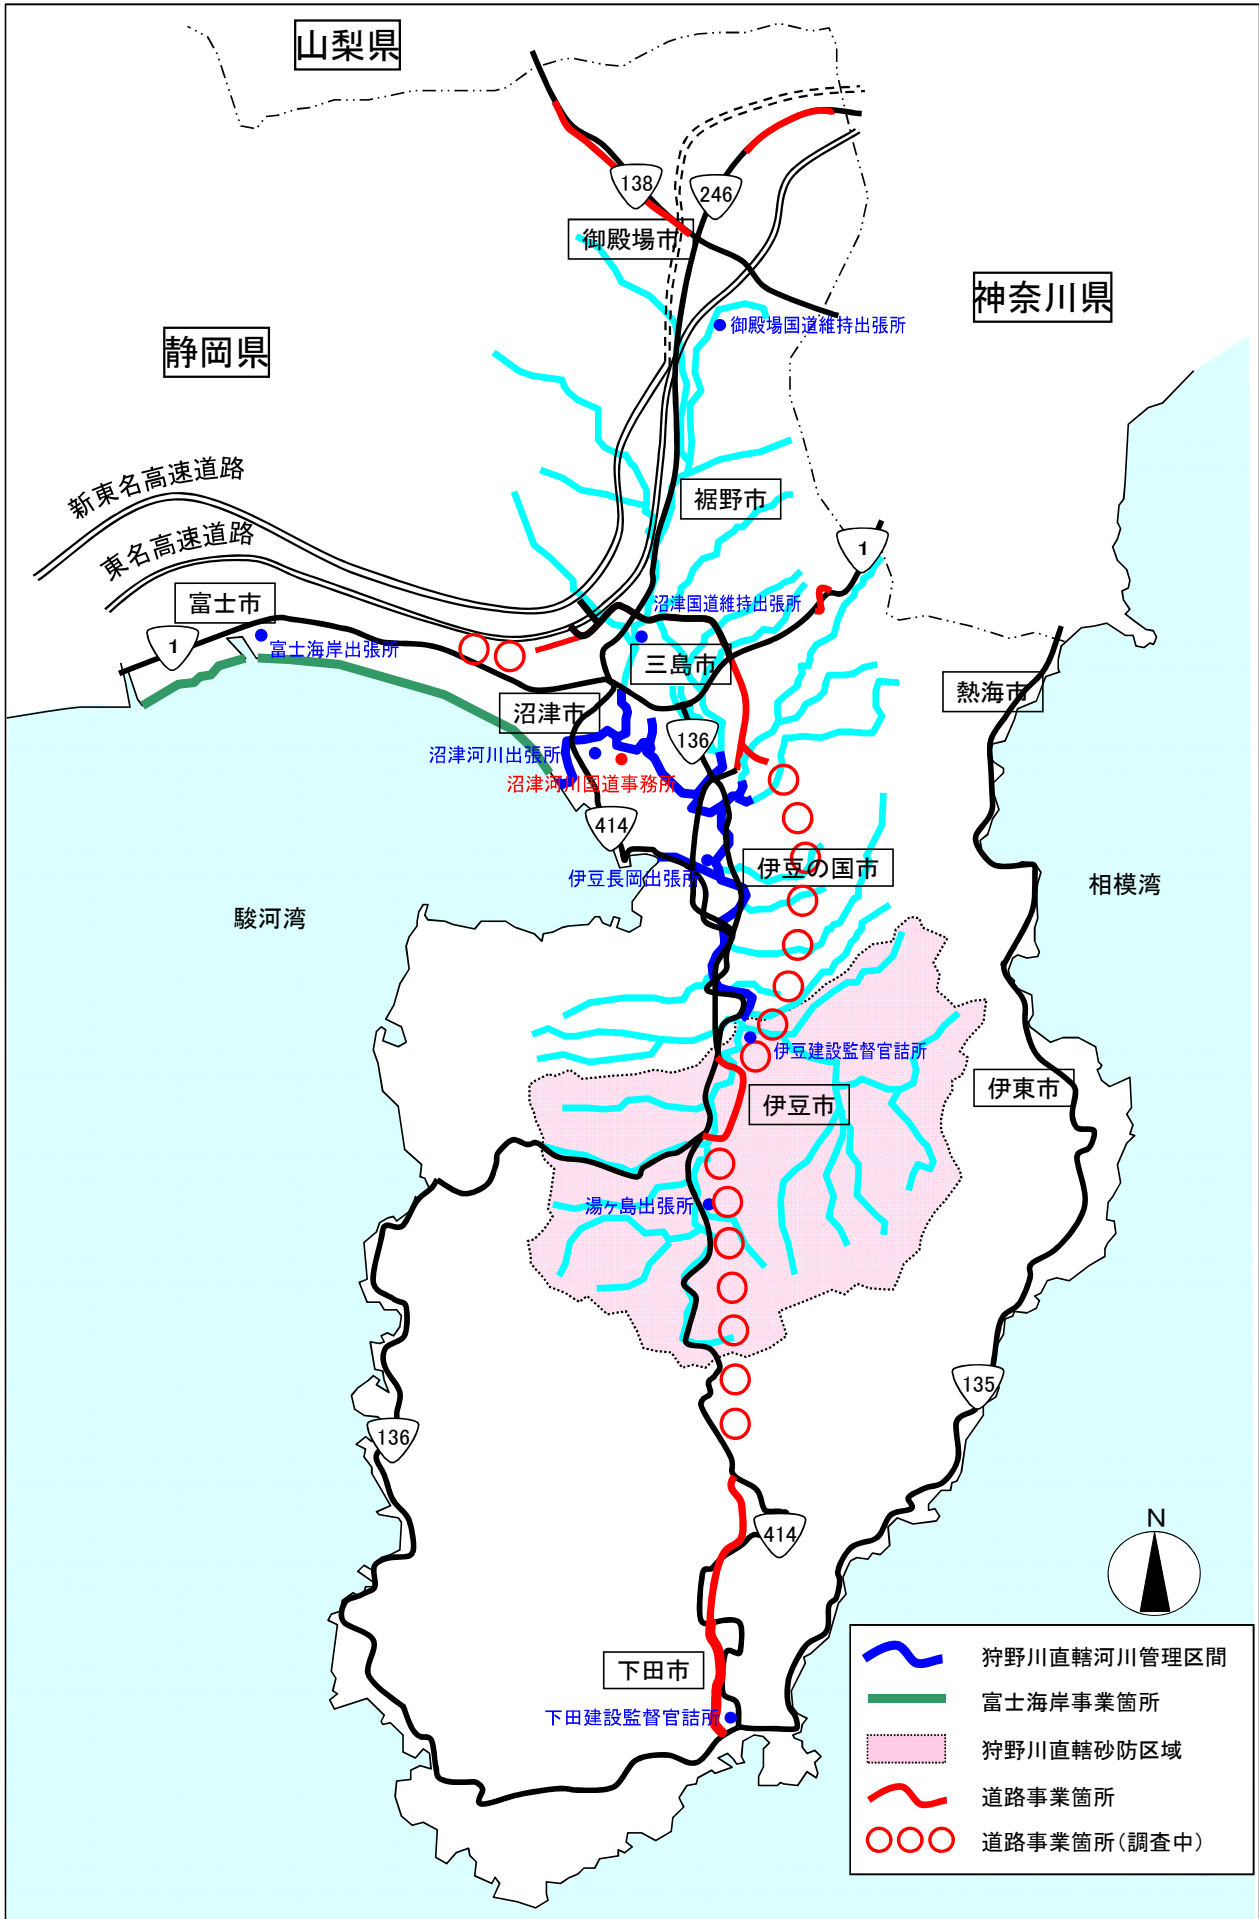 山梨県
138
246
御殿場市
神奈川県
御殿場国道維持出張所
静岡県
新東名高速道路
裾野市
東名高速道路
1
富士市
沼津国道維持出張所
1
富士海岸出張所
三島市
熱海市
沼津市
136
沼津河川出張所
沼津河川国道事務所
414
伊豆の国市
伊豆長岡出張所
相模湾
駿河湾
伊豆建設監督官詰所
伊東市
伊豆市
湯ヶ島出張所
135
136
N
414
狩野川直轄河川管理区間
下田市
富士海岸事業箇所
下田建設監督官詰所
狩野川直轄砂防区域
道路事業箇所
道路事業箇所(調査中)